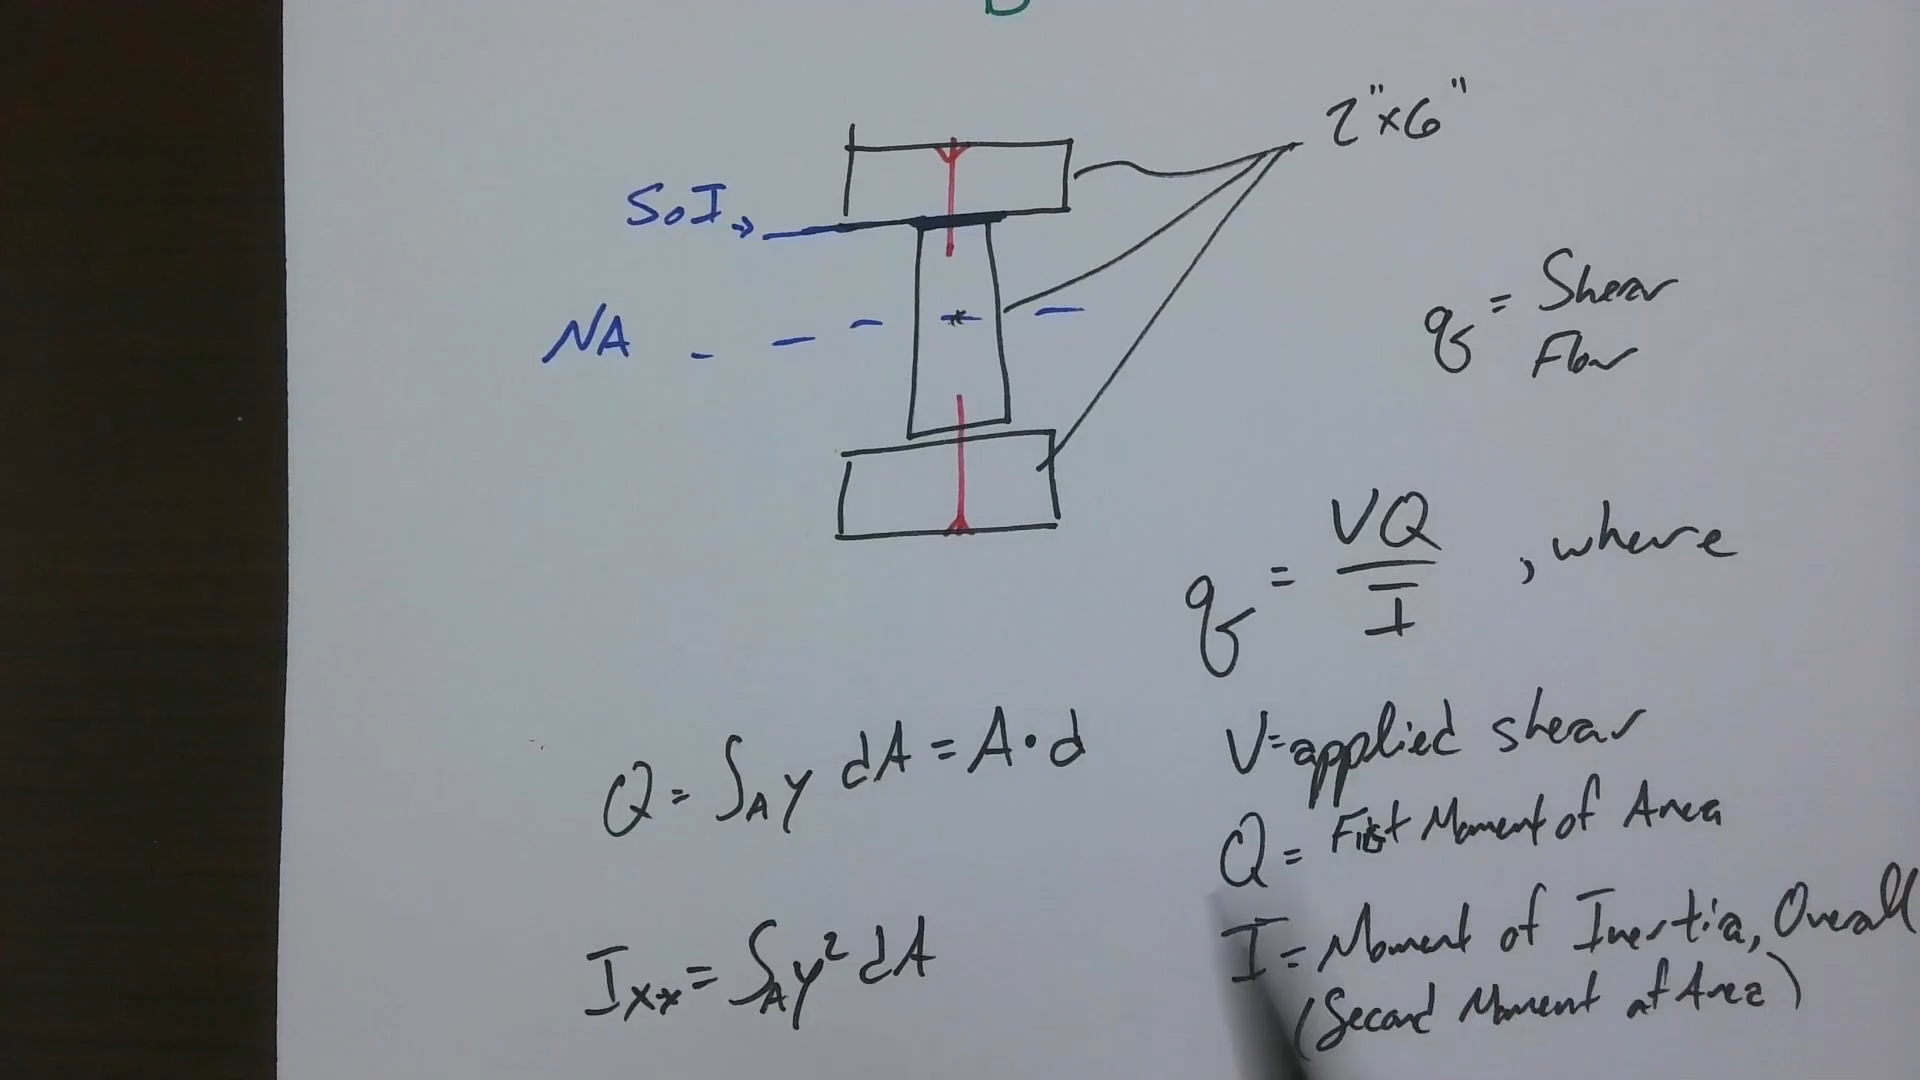 2"x6"
SoI
NA
q = Shear
Flow
q = VQ / I , where
Q = ∫A y dA = A·d
V = applied shear
Q = First Moment of Area
I = Moment of Inertia, Overall
(Second Moment of Area)
Ixx = ∫A y² dA